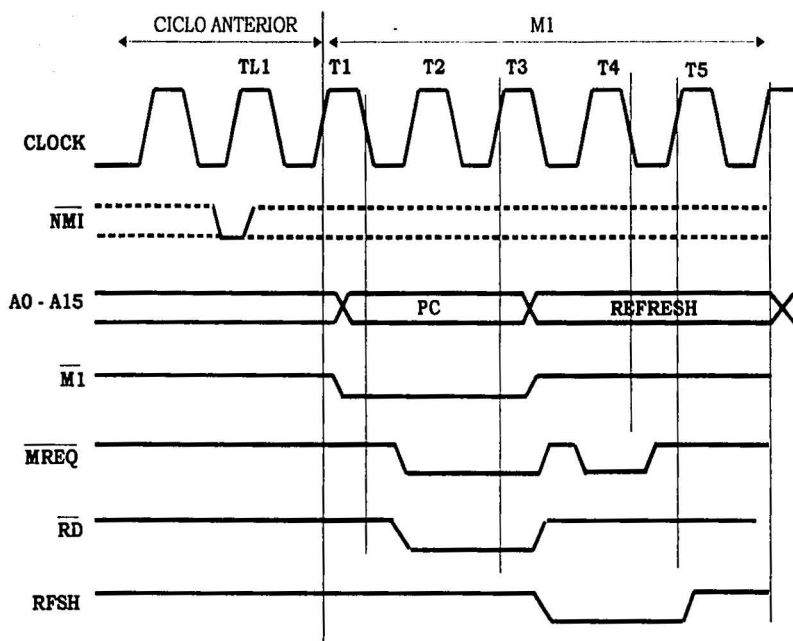 CICLO ANTERIOR M1
TL1 T1 T2 T3 T4 T5
CLOCK
NMI
A0 - A15 PC REFRESH
M1
MREQ
RD
RFSH